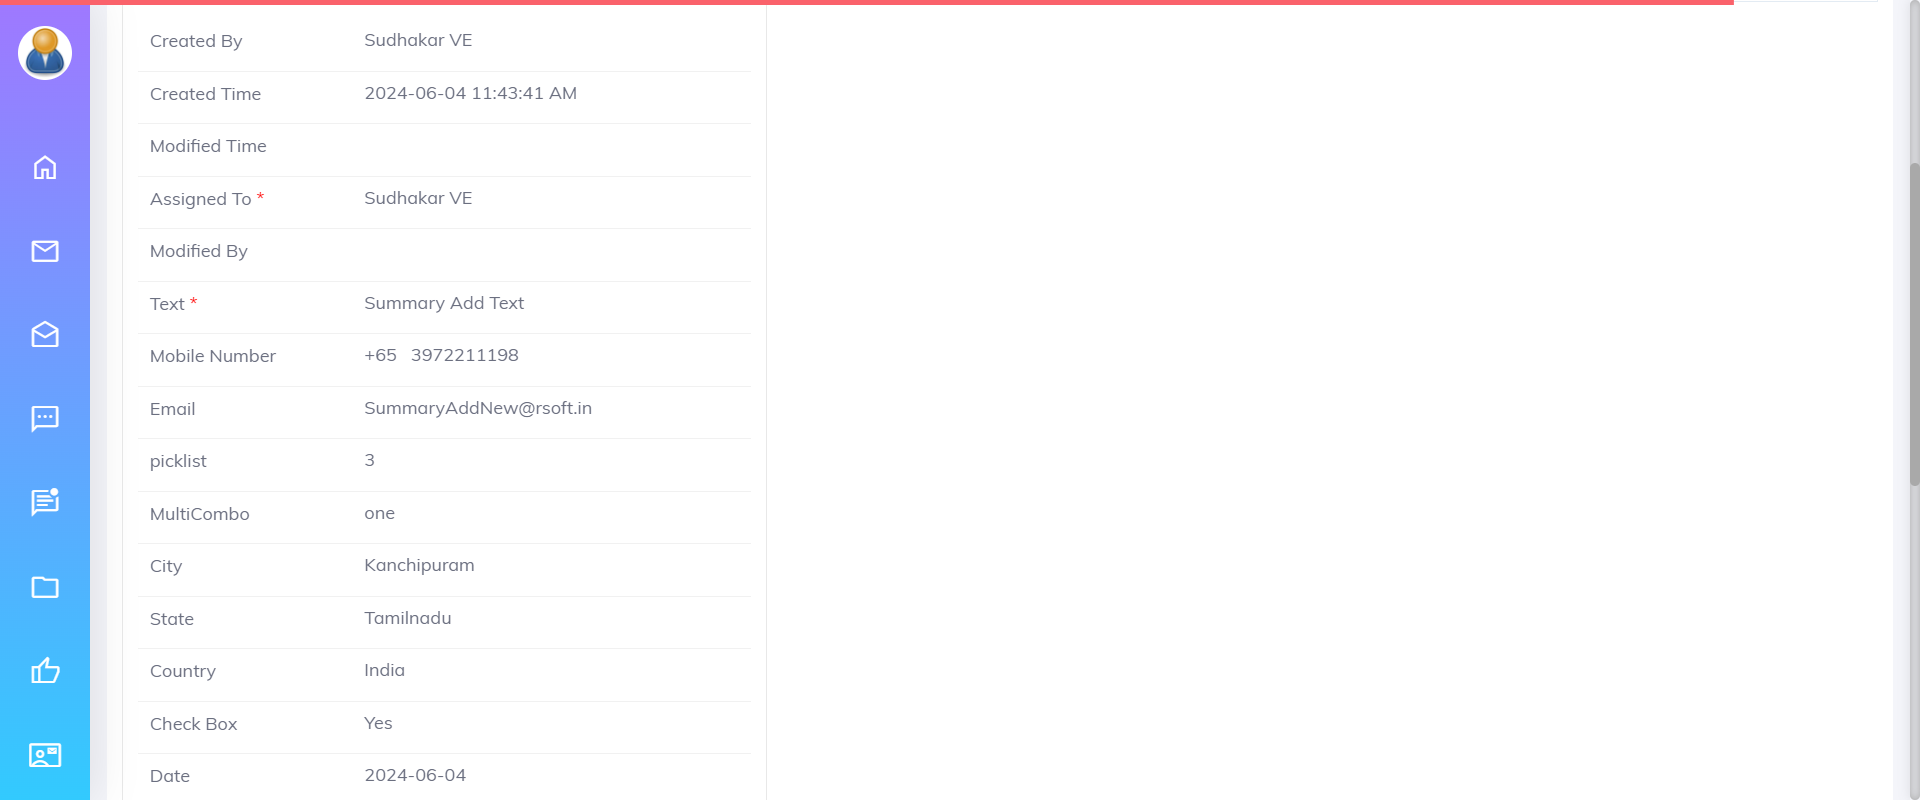 Created By Sudhakar VE
Created Time 2024-06-04 11:43:41 AM
Modified Time
Assigned To * Sudhakar VE
Modified By
Text * Summary Add Text
Mobile Number +65 3972211198
Email SummaryAddNew@rsoft.in
picklist 3
MultiCombo one
City Kanchipuram
State Tamilnadu
Country India
Check Box Yes
Date 2024-06-04